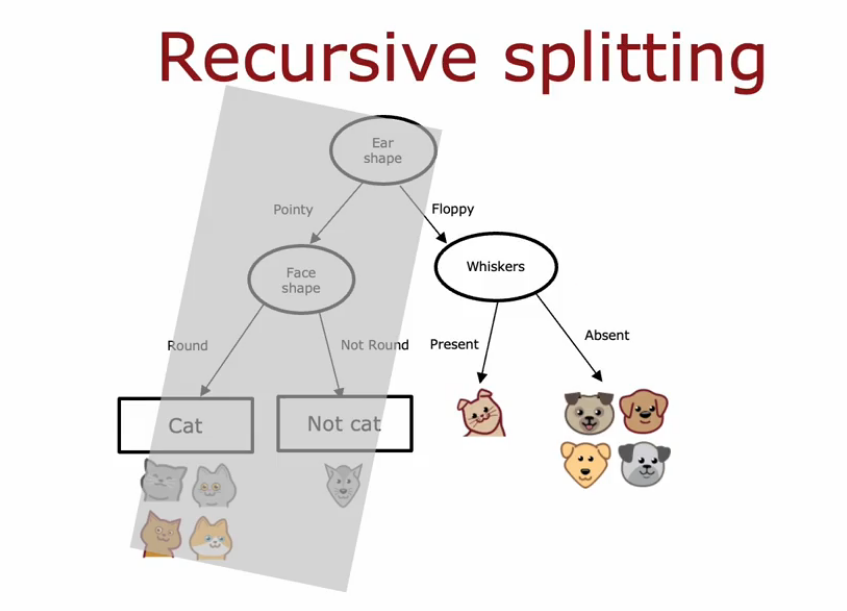 Recursive splitting
Ear
shape
Pointy
Floppy
Face
shape
Whiskers
Round
Not Round
Present
Absent
Cat
Not cat